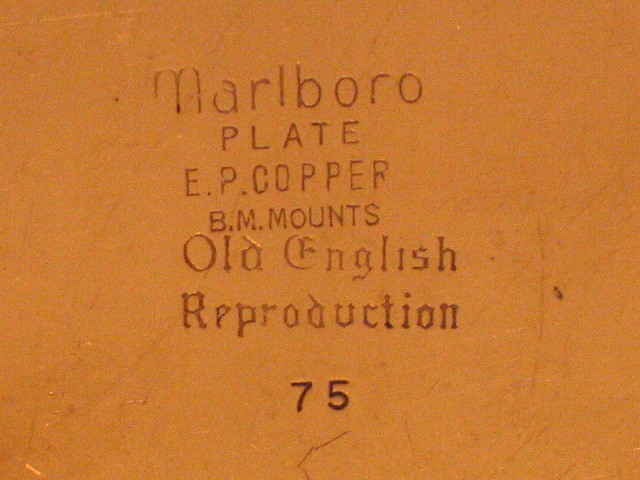 Marlboro
PLATE
E.P.COPPER
B.M.MOUNTS
Old English
Reproduction
75